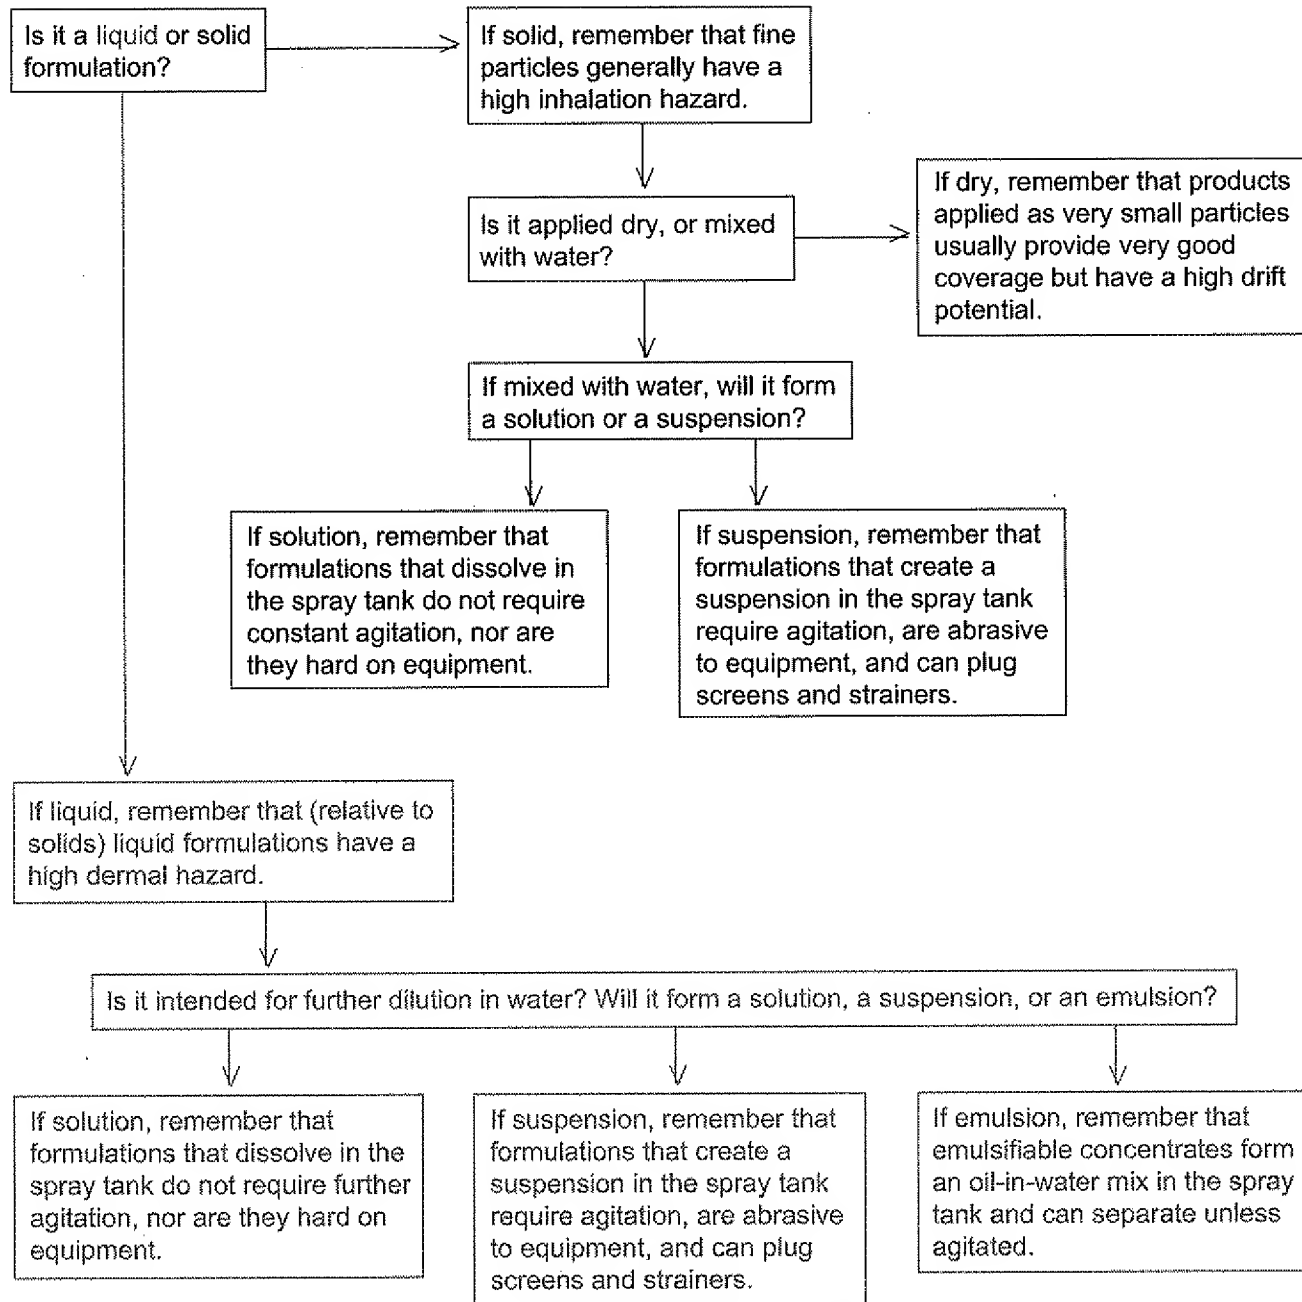 Is it a liquid or solid
formulation?
If solid, remember that fine
particles generally have a
high inhalation hazard.
Is it applied dry, or mixed
with water?
If dry, remember that products
applied as very small particles
usually provide very good
coverage but have a high drift
potential.
If mixed with water, will it form
a solution or a suspension?
If solution, remember that
formulations that dissolve in
the spray tank do not require
constant agitation, nor are
they hard on equipment.
If suspension, remember that
formulations that create a
suspension in the spray tank
require agitation, are abrasive
to equipment, and can plug
screens and strainers.
If liquid, remember that (relative to
solids) liquid formulations have a
high dermal hazard.
Is it intended for further dilution in water? Will it form a solution, a suspension, or an emulsion?
If solution, remember that
formulations that dissolve in the
spray tank do not require further
agitation, nor are they hard on
equipment.
If suspension, remember that
formulations that create a
suspension in the spray tank
require agitation, are abrasive
to equipment, and can plug
screens and strainers.
If emulsion, remember that
emulsifiable concentrates form
an oil-in-water mix in the spray
tank and can separate unless
agitated.